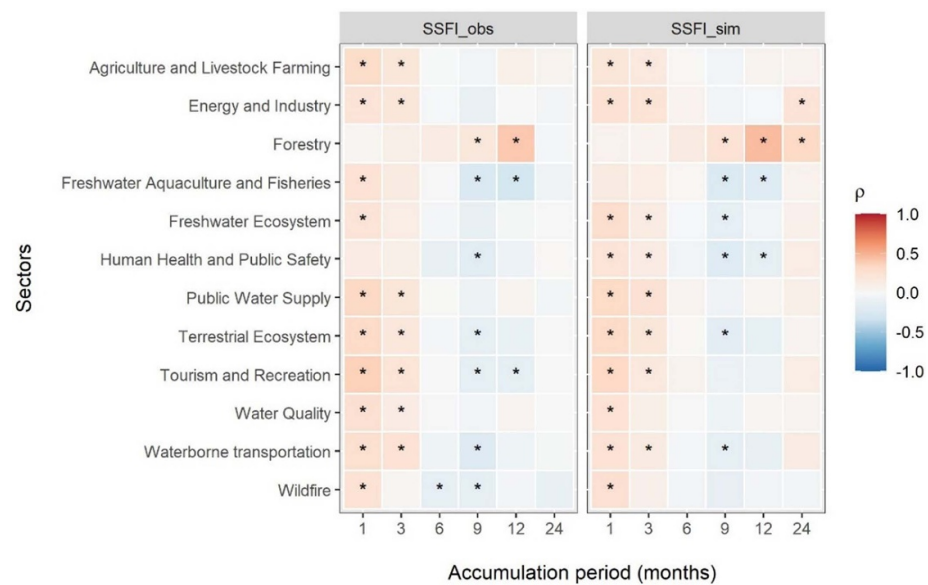 SSFI_obs SSFI_sim
Agriculture and Livestock Farming * * * *
Energy and Industry * * * * *
Forestry * * * * *
Freshwater Aquaculture and Fisheries * * * * *
Freshwater Ecosystem * * * *
Human Health and Public Safety * * * * *
Public Water Supply * * * *
Terrestrial Ecosystem * * * * * *
Tourism and Recreation * * * * * *
Water Quality * * *
Waterborne transportation * * * * * *
Wildfire * * * *
1 3 6 9 12 24 1 3 6 9 12 24
Accumulation period (months)
Sectors
ρ
1.0
0.5
0.0
-0.5
-1.0